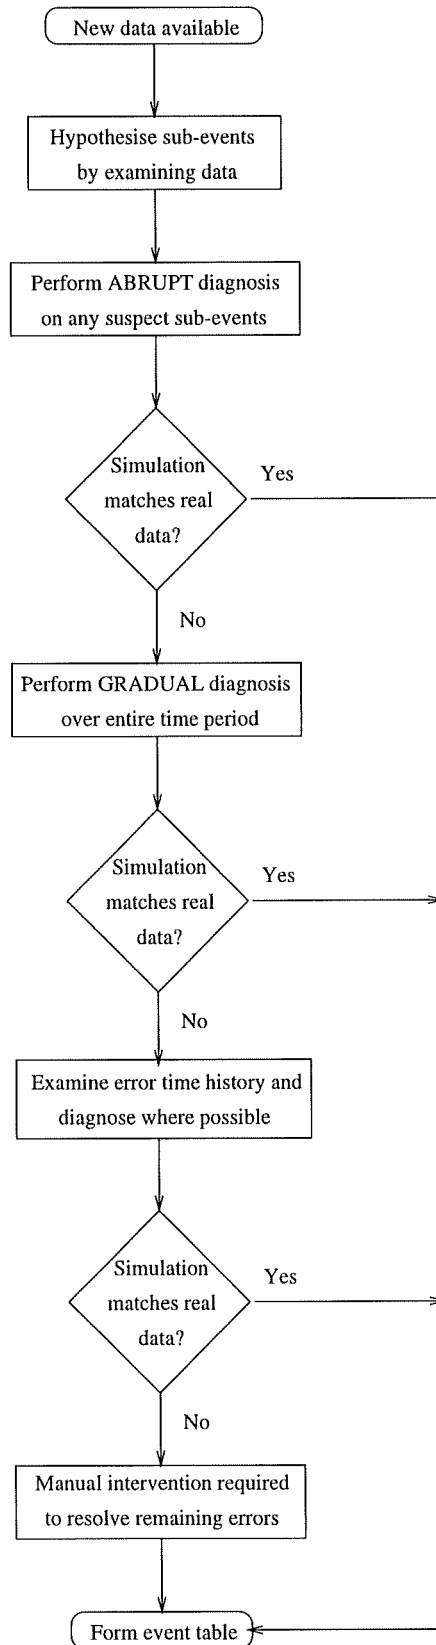 New data available
Hypothesise sub-events
by examining data
Perform ABRUPT diagnosis
on any suspect sub-events
Simulation
matches real
data?
Yes
No
Perform GRADUAL diagnosis
over entire time period
Simulation
matches real
data?
Yes
No
Examine error time history and
diagnose where possible
Simulation
matches real
data?
Yes
No
Manual intervention required
to resolve remaining errors
Form event table